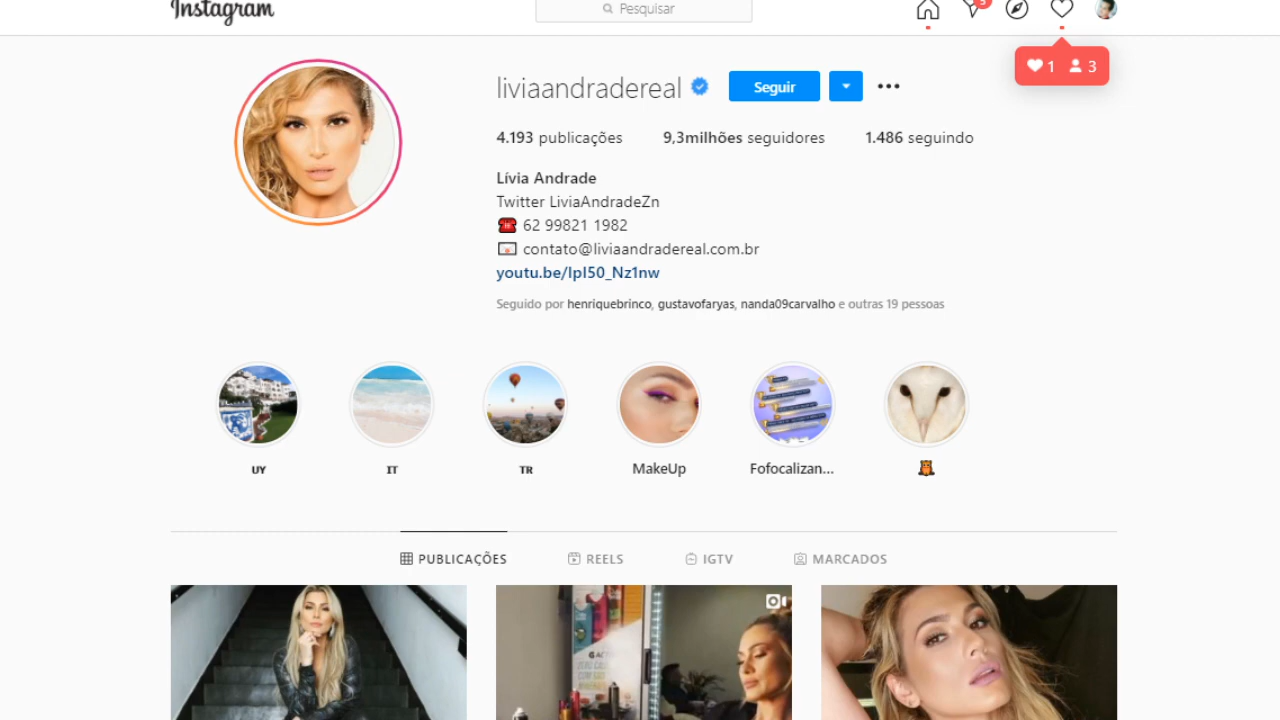 Instagram
Pesquisar
5
1 3
liviaandradereal
Seguir
4.193 publicações 9,3milhões seguidores 1.486 seguindo
Lívia Andrade
Twitter LiviaAndradeZn
☎️ 62 99821 1982
📧 contato@liviaandradereal.com.br
youtu.be/lpl50_Nz1nw
Seguido por henriquebrinco, gustavofaryas, nanda09carvalho e outras 19 pessoas
UY IT TR MakeUp Fofocalizan... 🦉
PUBLICAÇÕES REELS IGTV MARCADOS